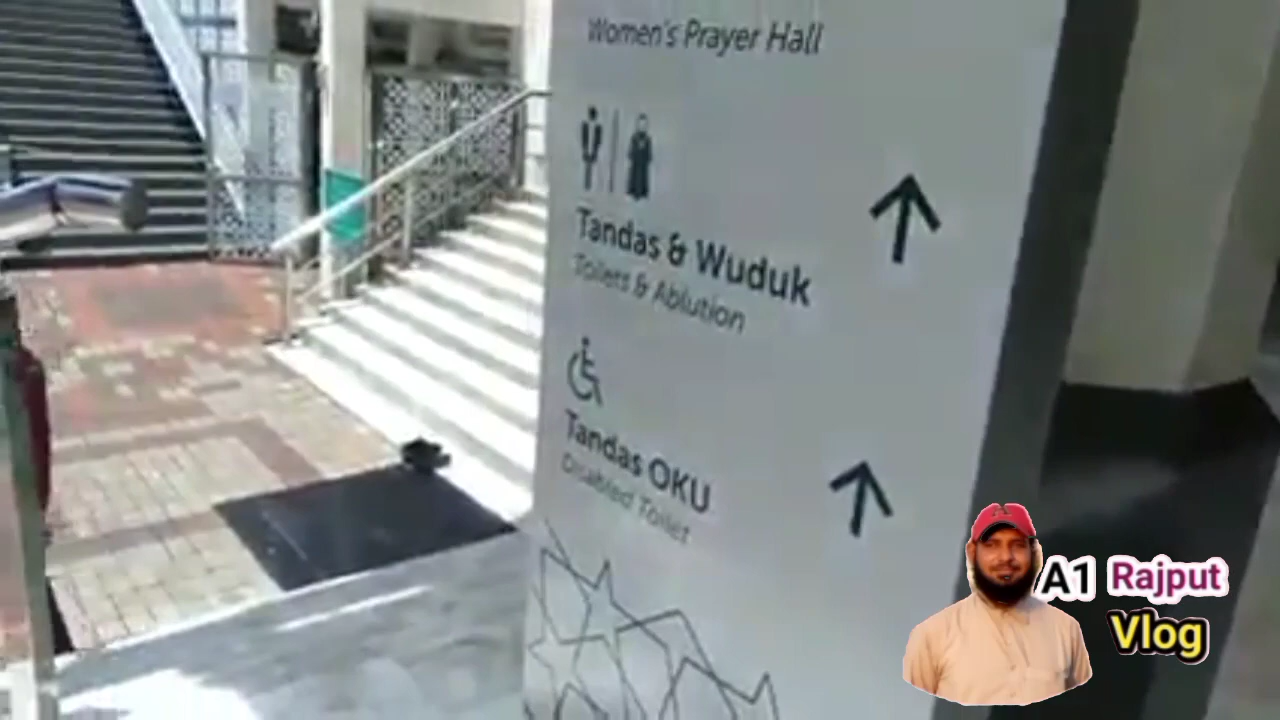 Women's Prayer Hall
Tandas & Wuduk
Toilets & Ablution
Tandas OKU
Disabled Toilet
A1 Rajput
Vlog